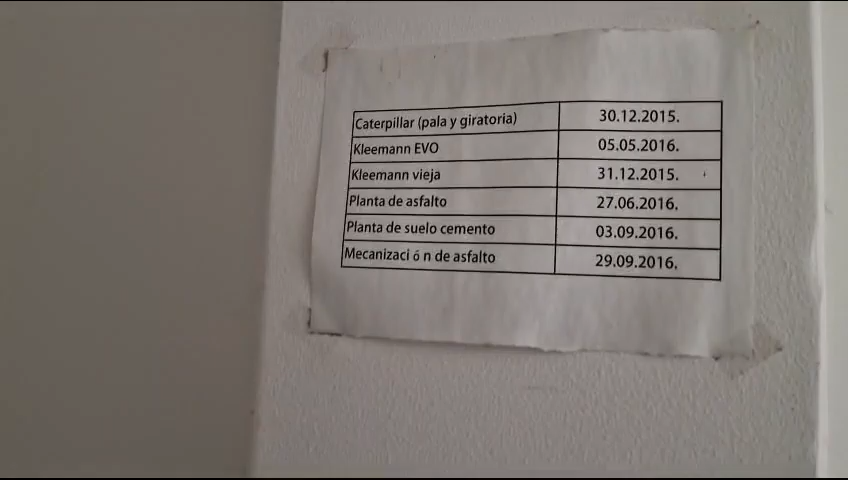 Caterpillar (pala y giratoria) 30.12.2015.
Kleemann EVO 05.05.2016.
Kleemann vieja 31.12.2015.
Planta de asfalto 27.06.2016.
Planta de suelo cemento 03.09.2016.
Mecanizaci ó n de asfalto 29.09.2016.